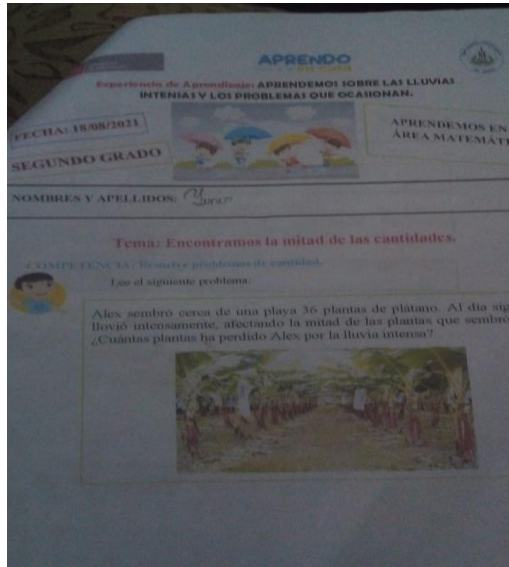 APRENDO
en casa
Experiencia de Aprendizaje: APRENDEMOS SOBRE LAS LLUVIAS
INTENSAS Y LOS PROBLEMAS QUE OCASIONAN.
FECHA: 18/08/2021
APRENDEMOS EN
ÁREA MATEMÁTI
SEGUNDO GRADO
NOMBRES Y APELLIDOS:
Tema: Encontramos la mitad de las cantidades.
COMPETENCIA: Resuelve problemas de cantidad.
Lee el siguiente problema:
Alex sembró cerca de una playa 36 plantas de plátano. Al día sig
llovió intensamente, afectando la mitad de las plantas que sembró
¿Cuántas plantas ha perdido Alex por la lluvia intensa?